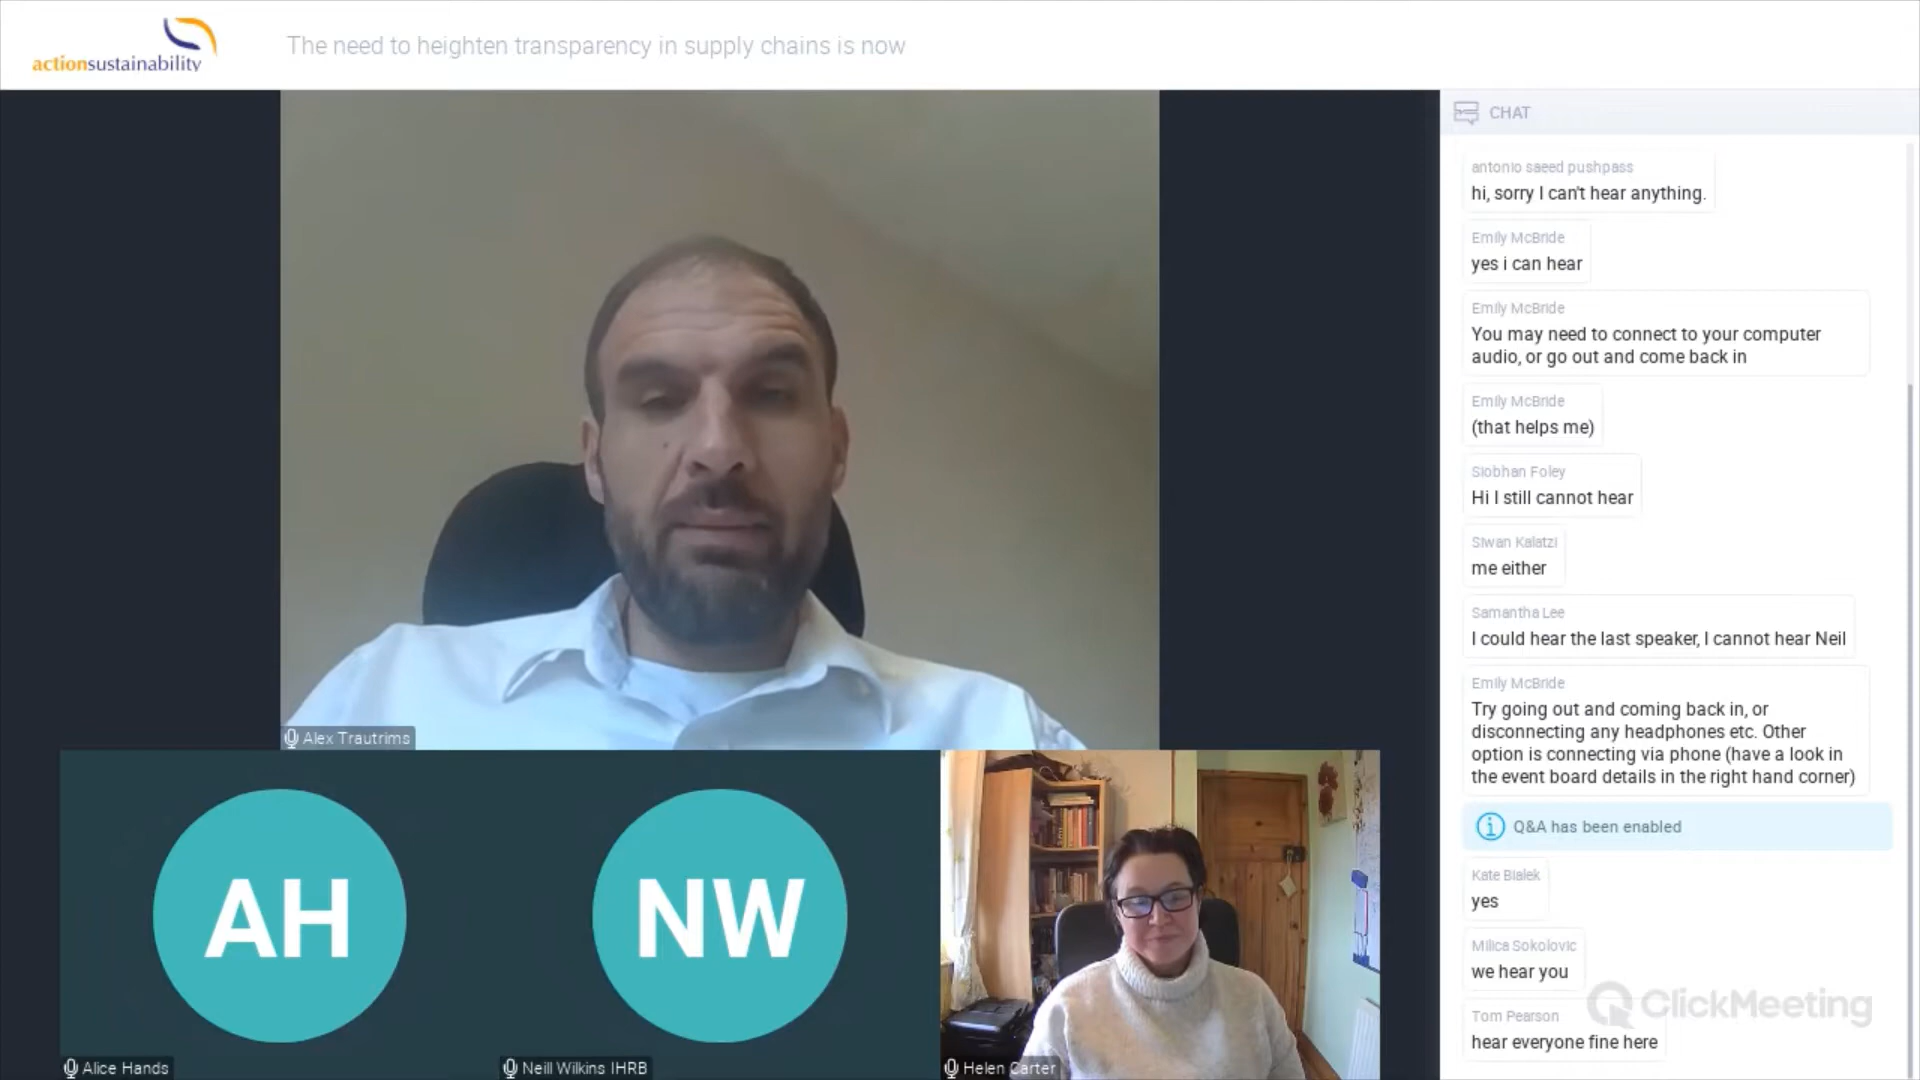 actionsustainability
The need to heighten transparency in supply chains is now
CHAT
antonio saeed pushpass
hi, sorry I can't hear anything.
Emily McBride
yes i can hear
Emily McBride
You may need to connect to your computer
audio, or go out and come back in
Emily McBride
(that helps me)
Siobhan Foley
Hi I still cannot hear
Siwan Kalatzi
me either
Samantha Lee
I could hear the last speaker, I cannot hear Neil
Emily McBride
Try going out and coming back in, or
disconnecting any headphones etc. Other
option is connecting via phone (have a look in
the event board details in the right hand corner)
Q&A has been enabled
Kate Bialek
yes
Milica Sokolovic
we hear you
Tom Pearson
hear everyone fine here
ClickMeeting
Alex Trautrims
AH
Alice Hands
NW
Neill Wilkins IHRB
Helen Carter